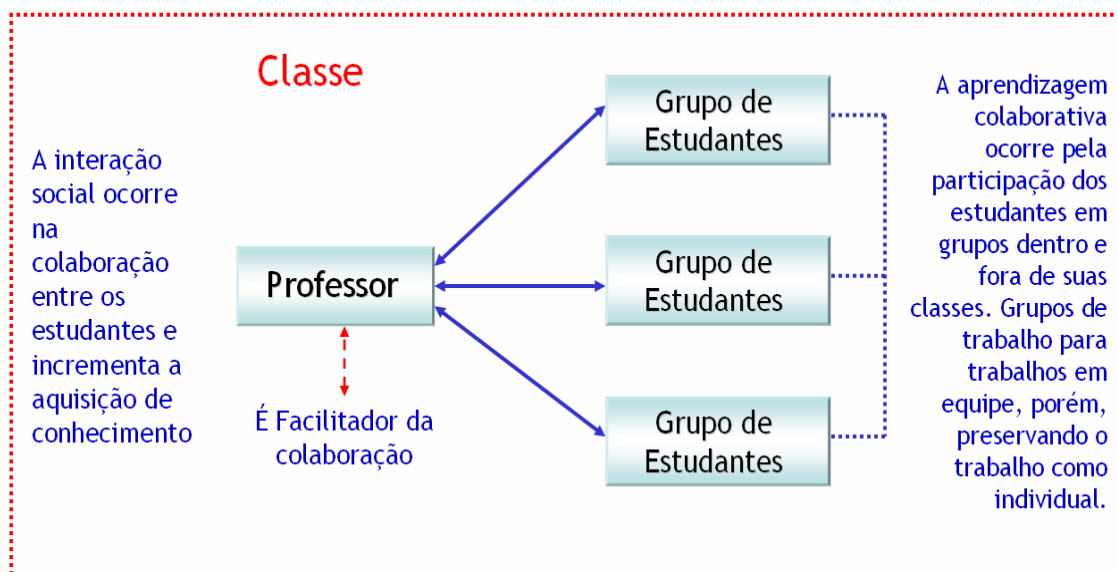 Classe
A interação
social ocorre
na
colaboração
entre os
estudantes e
incrementa a
aquisição de
conhecimento
Professor
É Facilitador da
colaboração
Grupo de
Estudantes
Grupo de
Estudantes
Grupo de
Estudantes
A aprendizagem
colaborativa
ocorre pela
participação dos
estudantes em
grupos dentro e
fora de suas
classes. Grupos de
trabalho para
trabalhos em
equipe, porém,
preservando o
trabalho como
individual.